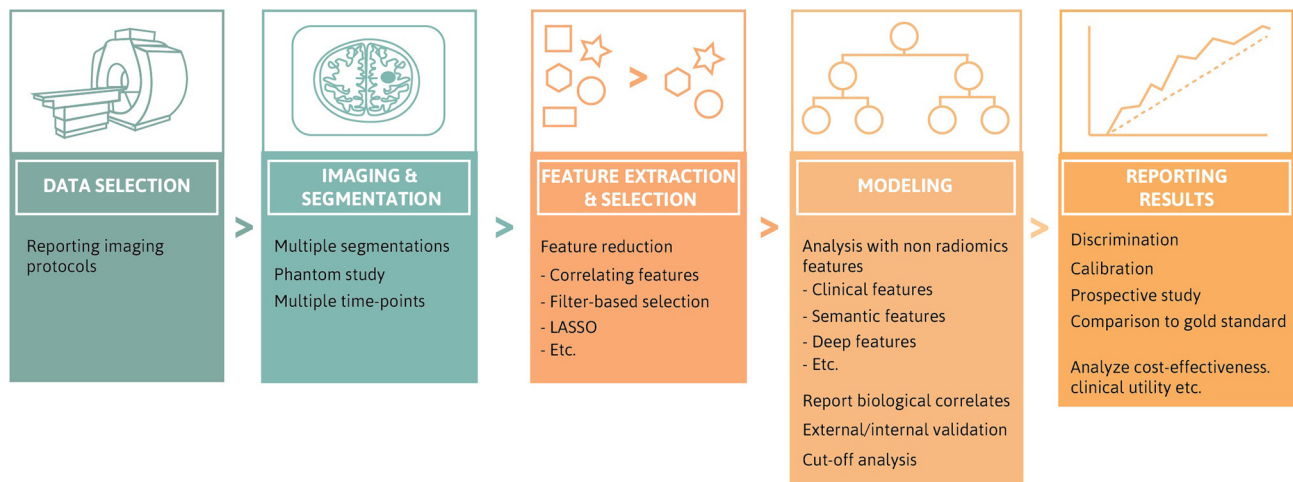 DATA SELECTION
Reporting imaging
protocols
>
IMAGING &
SEGMENTATION
Multiple segmentations
Phantom study
Multiple time-points
>
>
FEATURE EXTRACTION
& SELECTION
Feature reduction
- Correlating features
- Filter-based selection
- LASSO
- Etc.
>
MODELING
Analysis with non radiomics
features
- Clinical features
- Semantic features
- Deep features
- Etc.
Report biological correlates
External/internal validation
Cut-off analysis
>
REPORTING
RESULTS
Discrimination
Calibration
Prospective study
Comparison to gold standard
Analyze cost-effectiveness.
clinical utility etc.